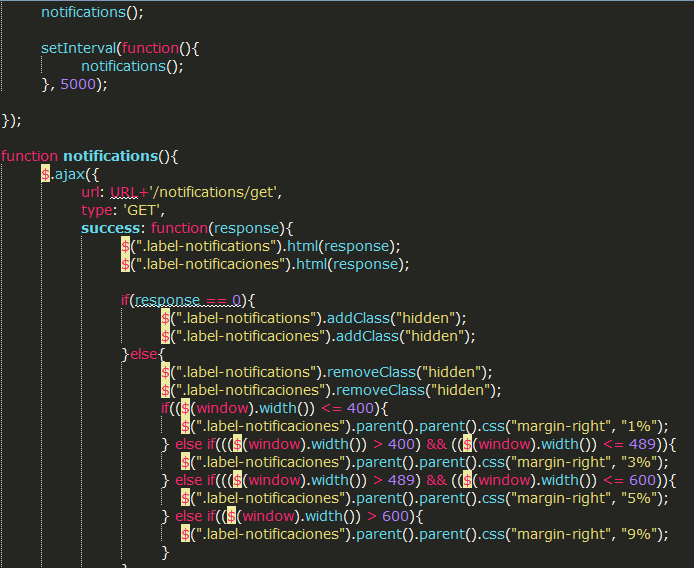 notifications();
setInterval(function(){
notifications();
}, 5000);
});
function notifications(){
$.ajax({
url: URL+'/notifications/get',
type: 'GET',
success: function(response){
$(".label-notifications").html(response);
$(".label-notificaciones").html(response);
if(response == 0){
$(".label-notifications").addClass("hidden");
$(".label-notificaciones").addClass("hidden");
}else{
$(".label-notifications").removeClass("hidden");
$(".label-notificaciones").removeClass("hidden");
if(($(window).width()) <= 400){
$(".label-notificaciones").parent().parent().css("margin-right", "1%");
} else if((($(window).width()) > 400) && (($(window).width()) <= 489)){
$(".label-notificaciones").parent().parent().css("margin-right", "3%");
} else if((($(window).width()) > 489) && (($(window).width()) <= 600)){
$(".label-notificaciones").parent().parent().css("margin-right", "5%");
} else if(($(window).width()) > 600){
$(".label-notificaciones").parent().parent().css("margin-right", "9%");
}
}